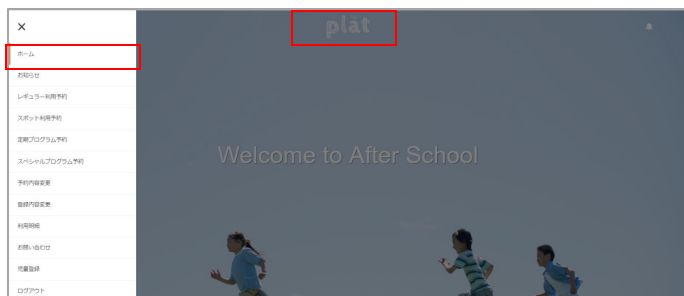 ×
plat
ホーム
お知らせ
レギュラー利用予約
スポット利用予約
定期プログラム予約
スペシャルプログラム予約
予約内容変更
登録内容変更
利用明細
お問い合わせ
児童登録
ログアウト
Welcome to After School